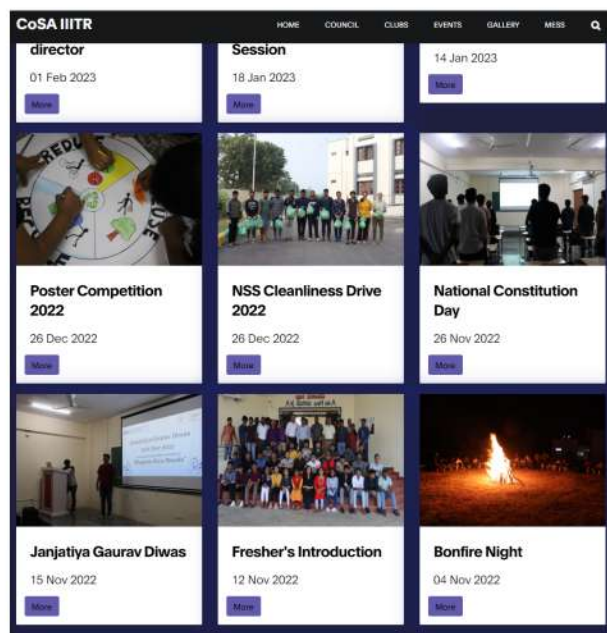 CoSA IIITR
HOME COUNCIL CLUBS EVENTS GALLERY MESS
director
01 Feb 2023
More
Session
18 Jan 2023
More
14 Jan 2023
More
REDUCE
Poster Competition
2022
26 Dec 2022
More
NSS Cleanliness Drive
2022
26 Dec 2022
More
National Constitution
Day
26 Nov 2022
More
Janjatiya Gaurav Diwas
15 Nov 2022
More
Fresher's Introduction
12 Nov 2022
More
Bonfire Night
04 Nov 2022
More